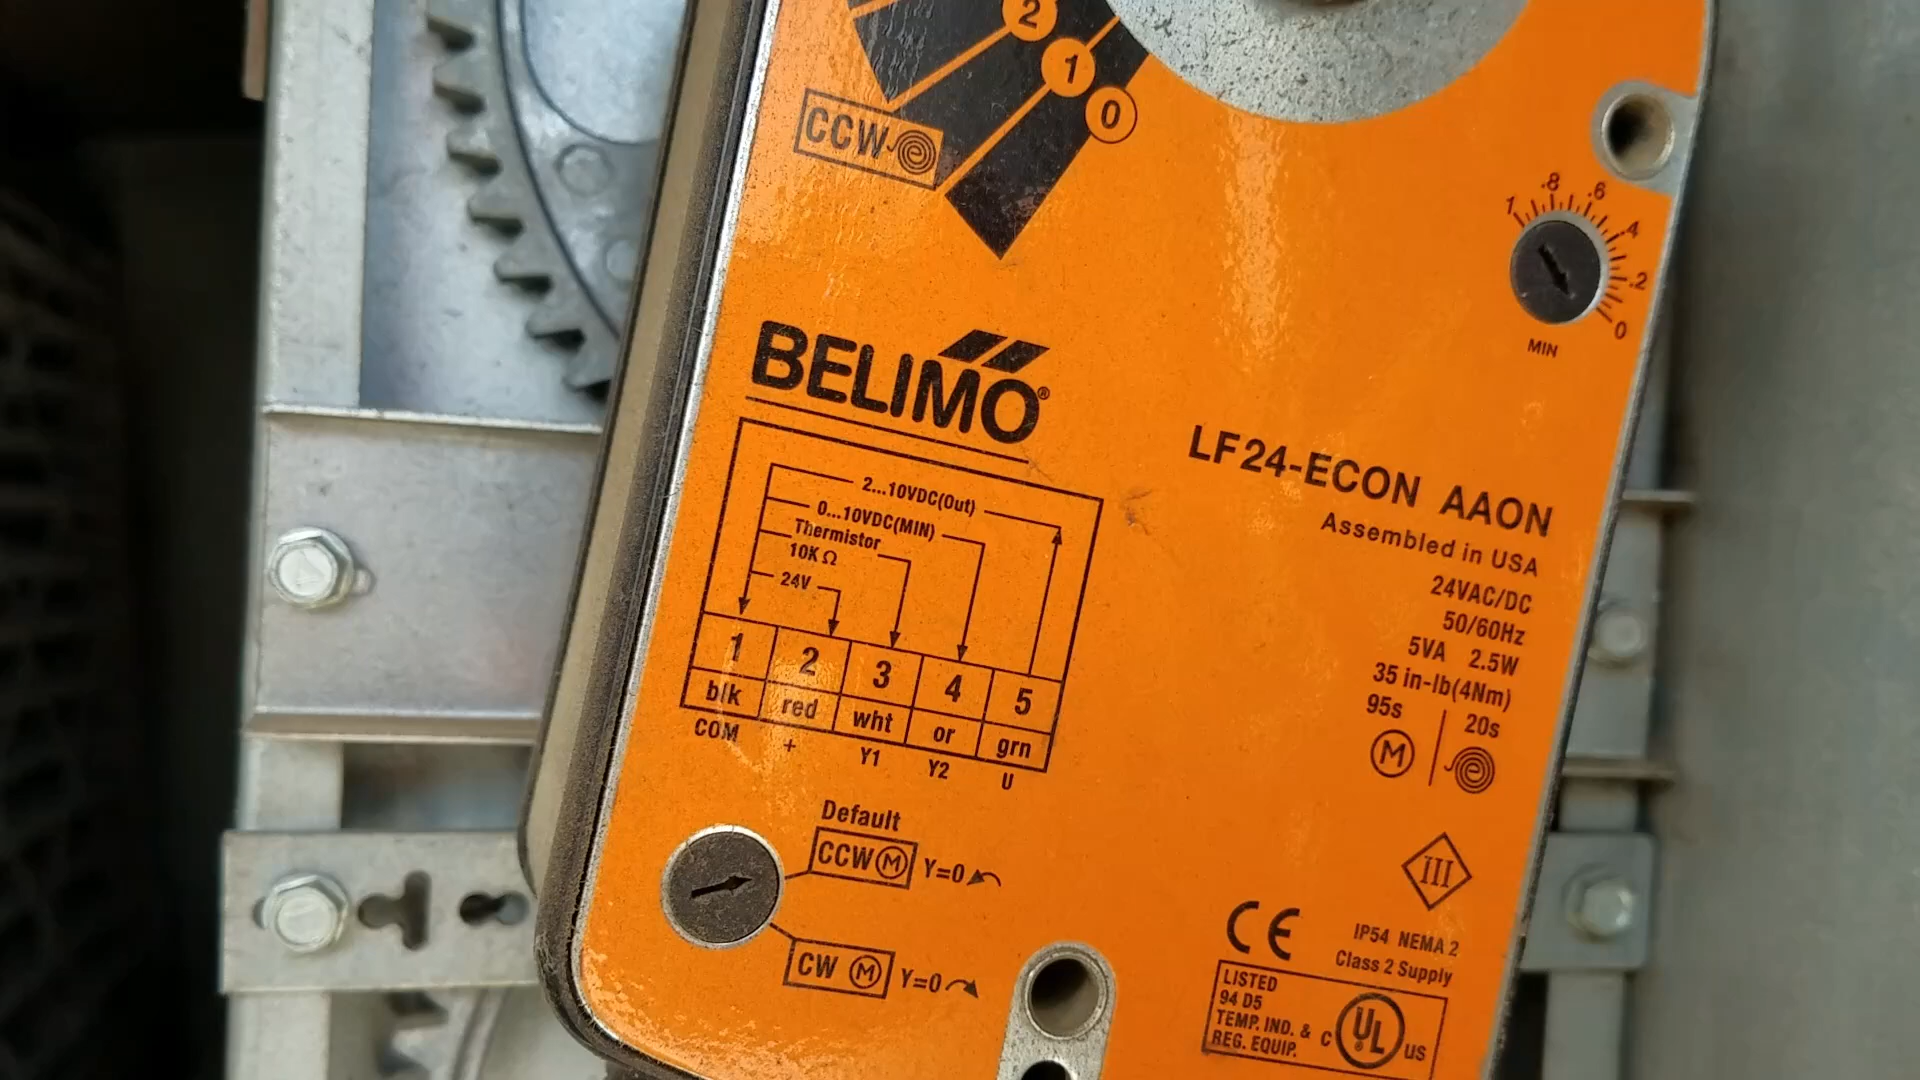 2
1
0
CCW
1 .8 .6 .4 .2 0
MIN
BELIMO®
LF24-ECON AAON
Assembled in USA
24VAC/DC
50/60Hz
5VA 2.5W
35 in-lb(4Nm)
95s 20s
M
2...10VDC(Out)
0...10VDC(MIN)
Thermistor
10K Ω
24V
1 2 3 4 5
blk red wht or grn
COM + Y1 Y2 U
Default
CCW M Y=0
CW M Y=0
III
CE
IP54 NEMA 2
Class 2 Supply
LISTED
94 D5
TEMP. IND. &
REG. EQUIP.
C UL ® US